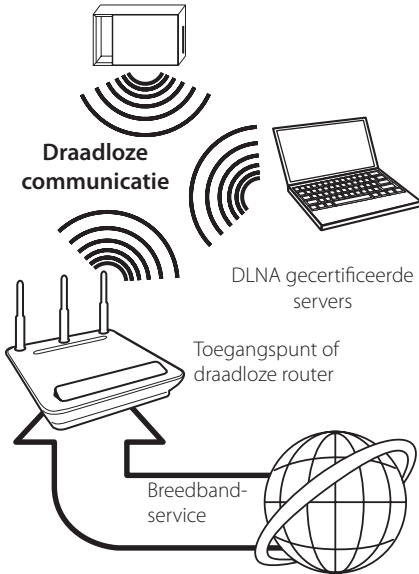 Draadloze
communicatie
DLNA gecertificeerde
servers
Toegangspunt of
draadloze router
Breedband-
service